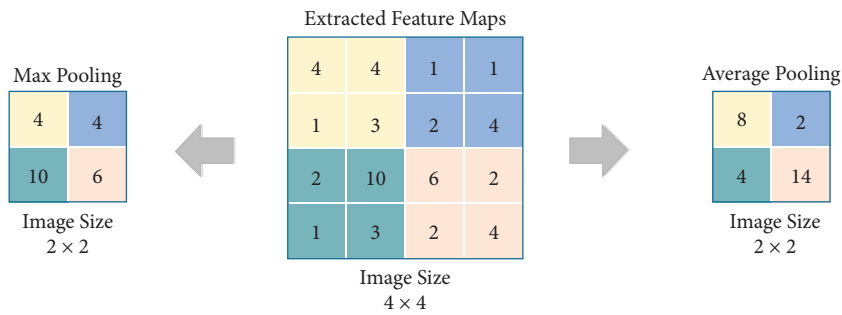 Max Pooling
4 4
10 6
Image Size
2 × 2
Extracted Feature Maps
4 4 1 1
1 3 2 4
2 10 6 2
1 3 2 4
Image Size
4 × 4
Average Pooling
8 2
4 14
Image Size
2 × 2